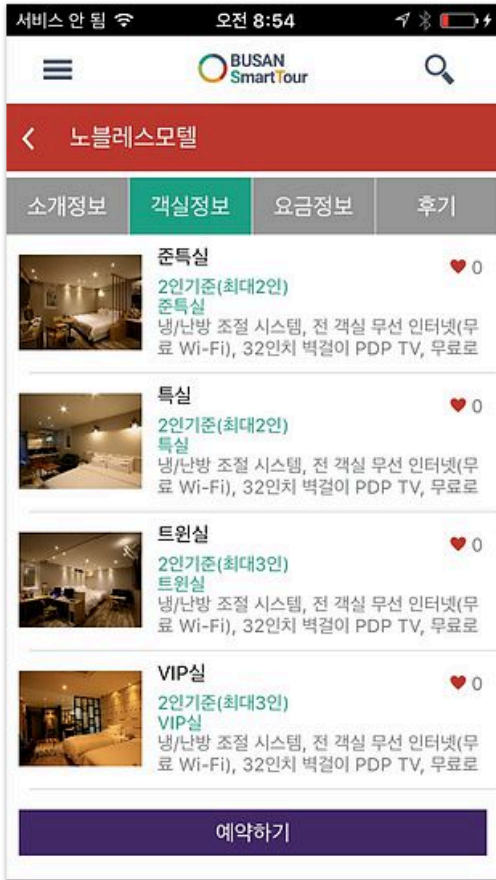 서비스 안 됨 오전 8:54
BUSAN
SmartTour
노블레스모텔
소개정보 객실정보 요금정보 후기
준특실 0
2인기준(최대2인)
준특실
냉/난방 조절 시스템, 전 객실 무선 인터넷(무
료 Wi-Fi), 32인치 벽걸이 PDP TV, 무료로
특실 0
2인기준(최대2인)
특실
냉/난방 조절 시스템, 전 객실 무선 인터넷(무
료 Wi-Fi), 32인치 벽걸이 PDP TV, 무료로
트윈실 0
2인기준(최대3인)
트윈실
냉/난방 조절 시스템, 전 객실 무선 인터넷(무
료 Wi-Fi), 32인치 벽걸이 PDP TV, 무료로
VIP실 0
2인기준(최대3인)
VIP실
냉/난방 조절 시스템, 전 객실 무선 인터넷(무
료 Wi-Fi), 32인치 벽걸이 PDP TV, 무료로
예약하기